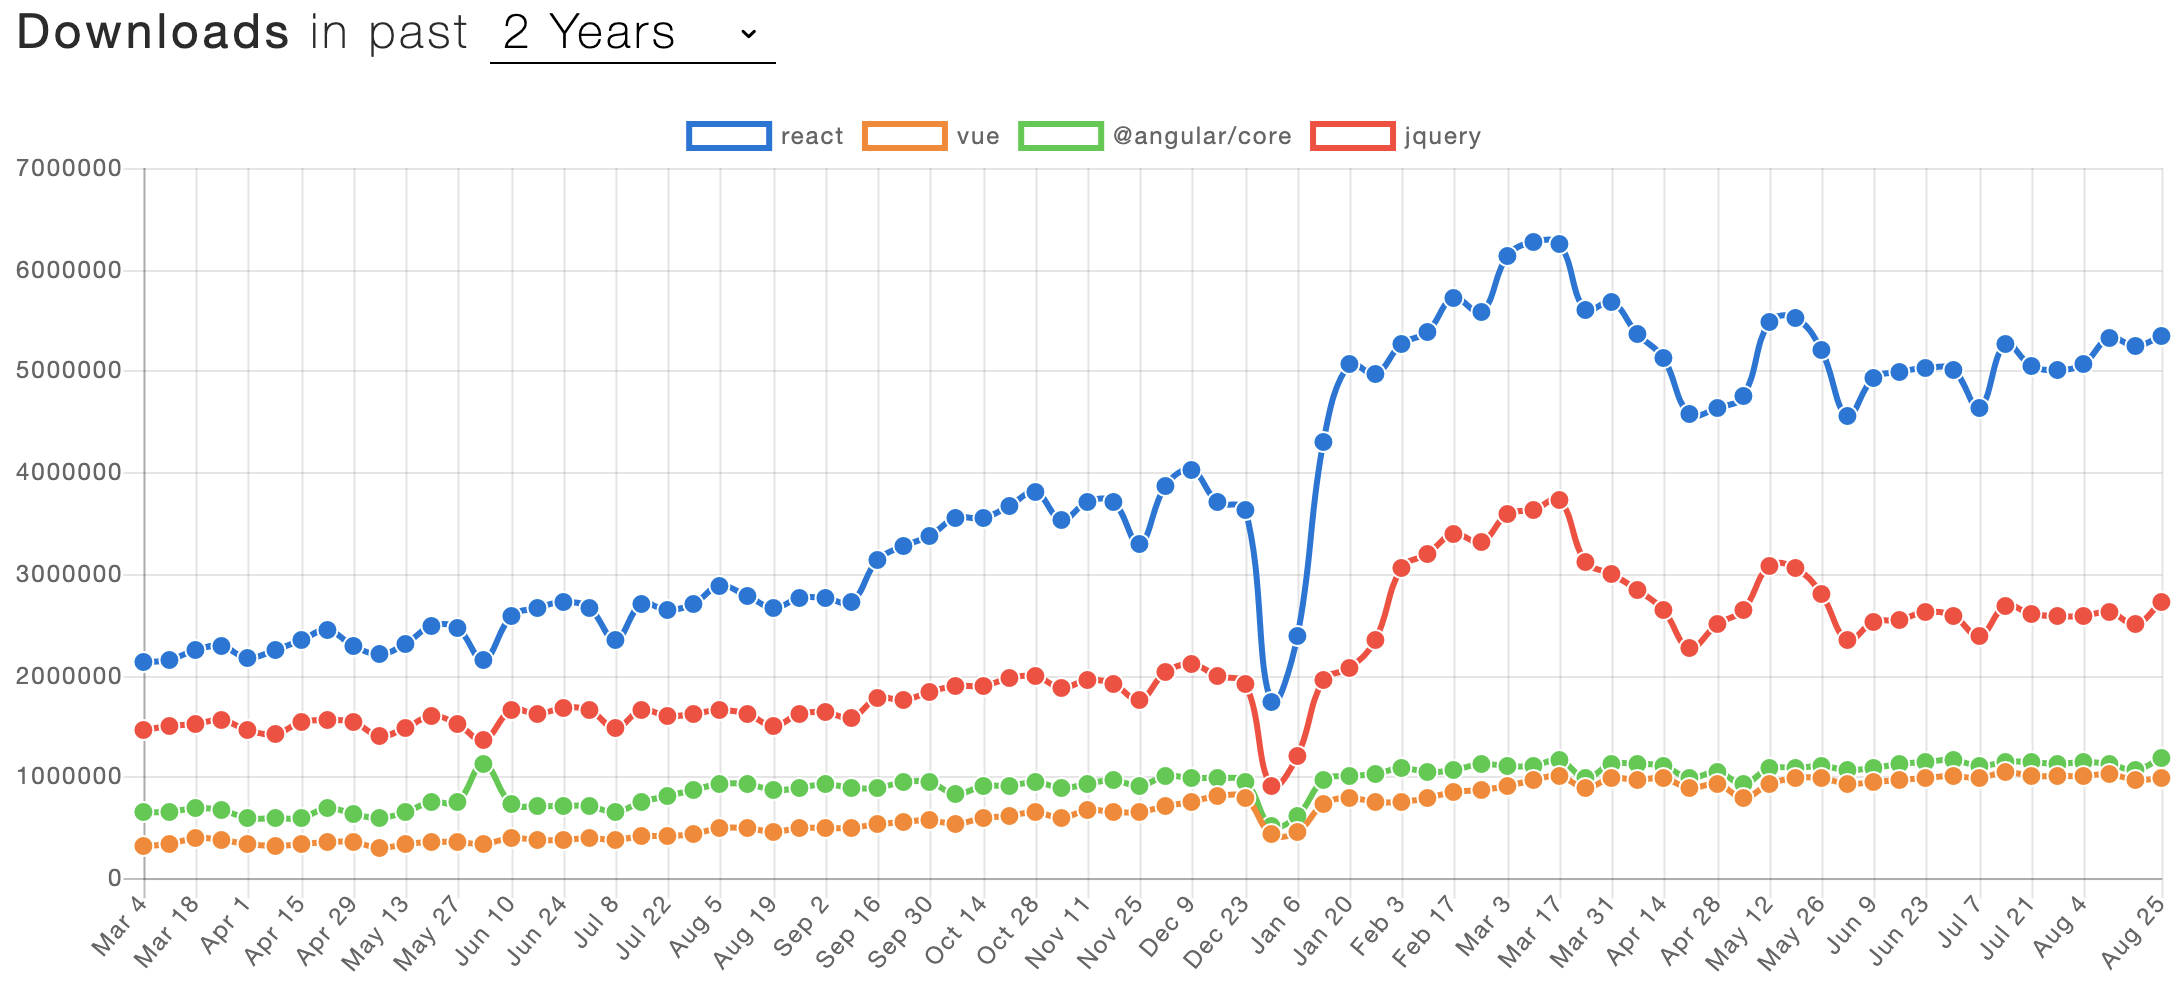 Downloads in past 2 Years
react vue @angular/core jquery
7000000
6000000
5000000
4000000
3000000
2000000
1000000
0
Mar 4 Mar 18 Apr 1 Apr 15 Apr 29 May 13 May 27 Jun 10 Jun 24 Jul 8 Jul 22 Aug 5 Aug 19 Sep 2 Sep 16 Sep 30 Oct 14 Oct 28 Nov 11 Nov 25 Dec 9 Dec 23 Jan 6 Jan 20 Feb 3 Feb 17 Mar 3 Mar 17 Mar 31 Apr 14 Apr 28 May 12 May 26 Jun 9 Jun 23 Jul 7 Jul 21 Aug 4 Aug 25